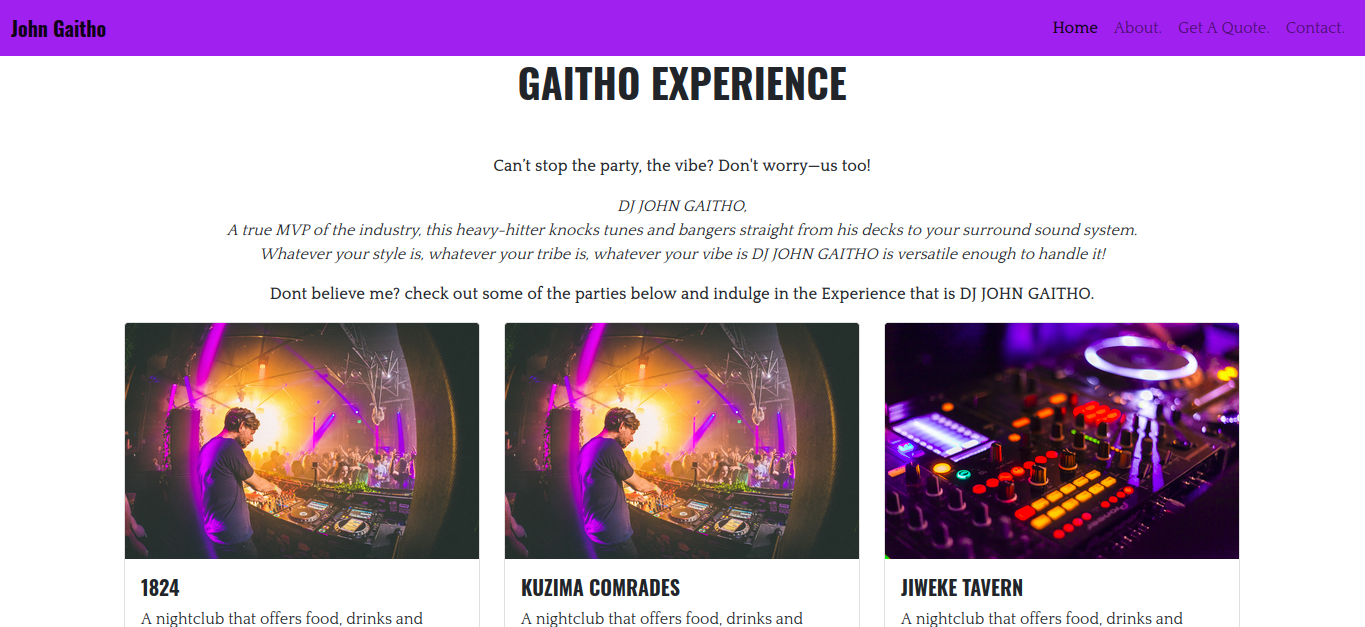 John Gaitho
Home About. Get A Quote. Contact.
GAITHO EXPERIENCE
Can’t stop the party, the vibe? Don't worry—us too!
DJ JOHN GAITHO,
A true MVP of the industry, this heavy-hitter knocks tunes and bangers straight from his decks to your surround sound system.
Whatever your style is, whatever your tribe is, whatever your vibe is DJ JOHN GAITHO is versatile enough to handle it!
Dont believe me? check out some of the parties below and indulge in the Experience that is DJ JOHN GAITHO.
1824
A nightclub that offers food, drinks and
KUZIMA COMRADES
A nightclub that offers food, drinks and
JIWEKE TAVERN
A nightclub that offers food, drinks and